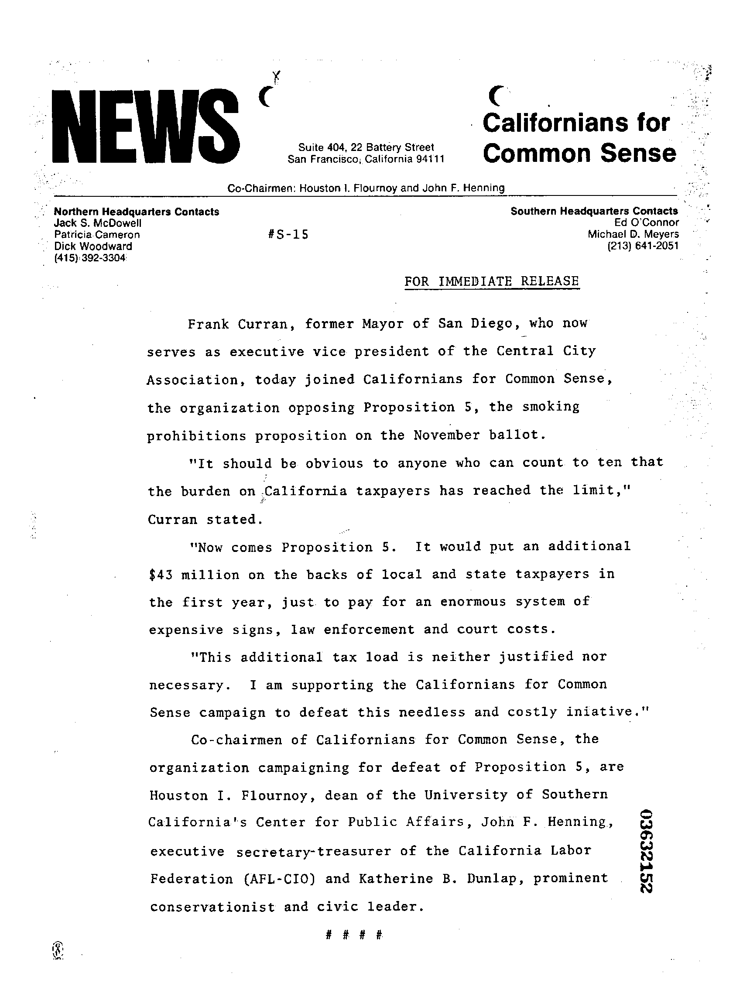 NEWS
Suite 404, 22 Battery Street
San Francisco, California 94111
Californians for
Common Sense
Co-Chairmen: Houston I. Flournoy and John F. Henning
Northern Headquarters Contacts
Jack S. McDowell
Patricia Cameron
Dick Woodward
(415) 392-3304
#S-15
Southern Headquarters Contacts
Ed O'Connor
Michael D. Meyers
(213) 641-2051
FOR IMMEDIATE RELEASE
Frank Curran, former Mayor of San Diego, who now
serves as executive vice president of the Central City
Association, today joined Californians for Common Sense,
the organization opposing Proposition 5, the smoking
prohibitions proposition on the November ballot.
"It should be obvious to anyone who can count to ten that
the burden on California taxpayers has reached the limit,"
Curran stated.
"Now comes Proposition 5. It would put an additional
$43 million on the backs of local and state taxpayers in
the first year, just to pay for an enormous system of
expensive signs, law enforcement and court costs.
"This additional tax load is neither justified nor
necessary. I am supporting the Californians for Common
Sense campaign to defeat this needless and costly iniative."
Co-chairmen of Californians for Common Sense, the
organization campaigning for defeat of Proposition 5, are
Houston I. Flournoy, dean of the University of Southern
California's Center for Public Affairs, John F. Henning,
executive secretary-treasurer of the California Labor
Federation (AFL-CIO) and Katherine B. Dunlap, prominent
conservationist and civic leader.
# # # #
03632152